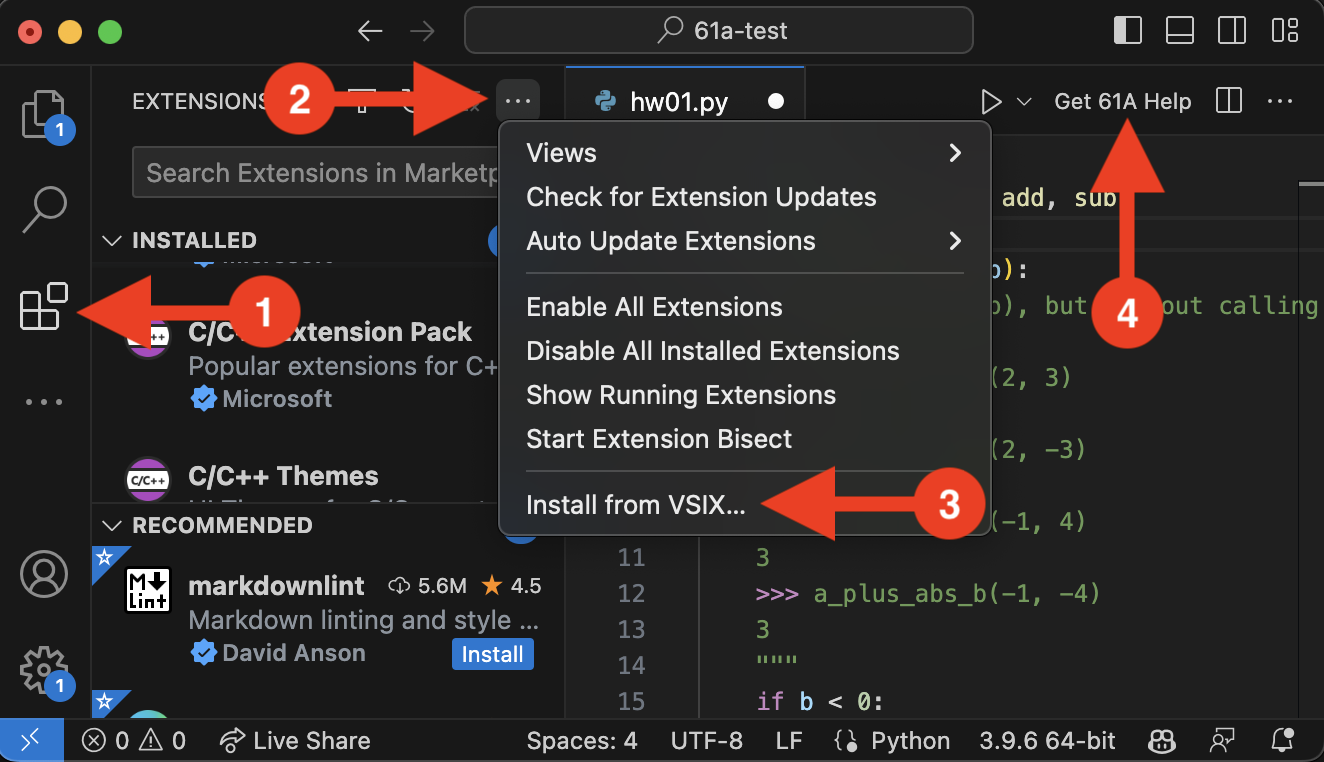 61a-test
EXTENSIONS
2
hw01.py
Get 61A Help
1
Search Extensions in Marketp
Views
Check for Extension Updates
Auto Update Extensions
Enable All Extensions
Disable All Installed Extensions
Show Running Extensions
Start Extension Bisect
Install from VSIX...
3
INSTALLED
Microsoft
1
Extension Pack
Popular extensions for C+
Microsoft
C/C++
C/C++ Themes
RECOMMENDED
M
Lint
markdownlint 5.6M 4.5
Markdown linting and style ...
David Anson
Install
1
add, sub
b):
b), but out calling
4
(2, 3)
(2, -3)
(-1, 4)
11 3
12 >>> a_plus_abs_b(-1, -4)
13 3
14 """
15 if b < 0:
0 0 Live Share
Spaces: 4 UTF-8 LF Python 3.9.6 64-bit